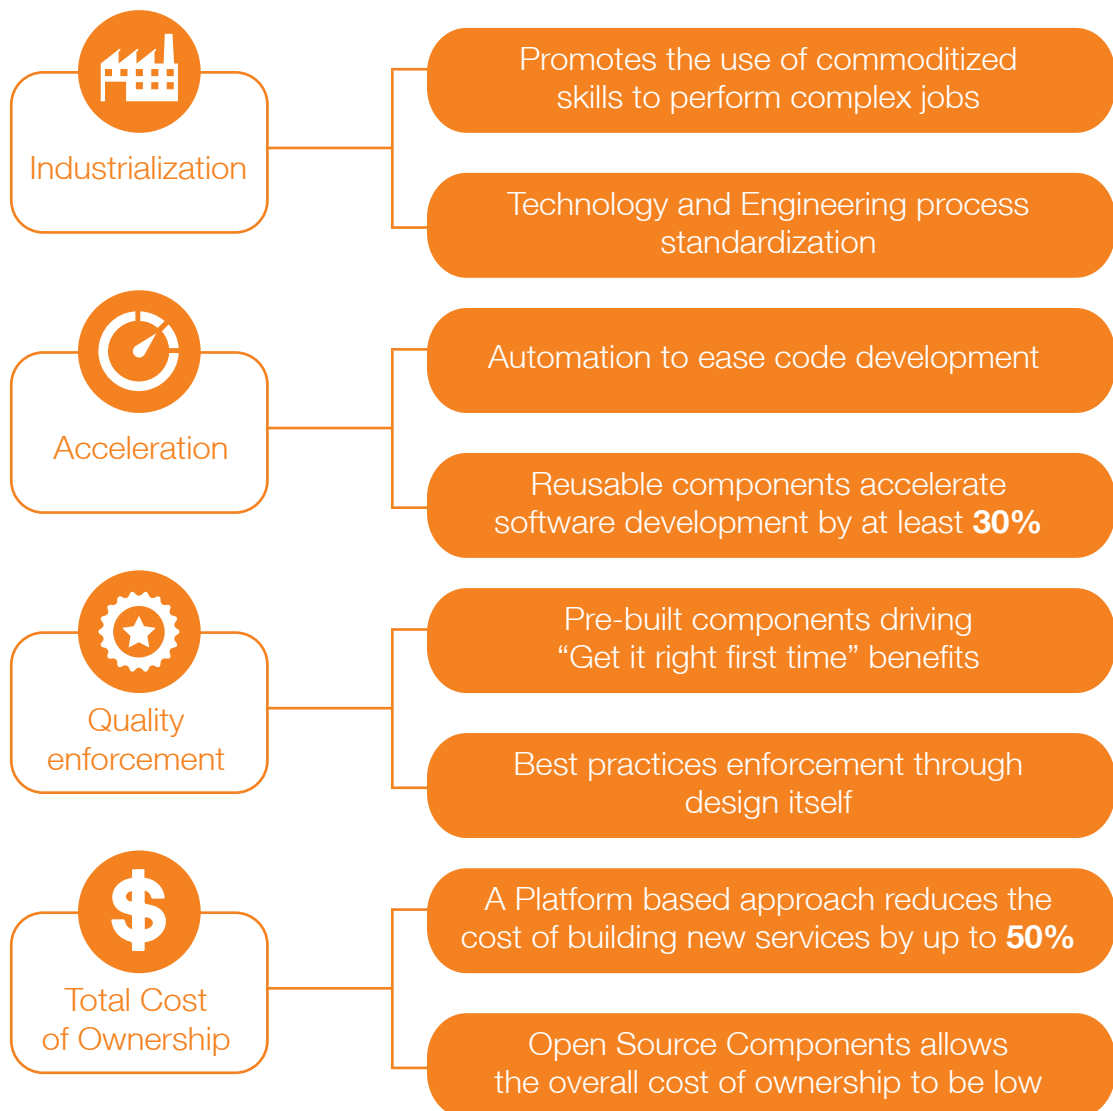 Industrialization
Promotes the use of commoditized
skills to perform complex jobs
Technology and Engineering process
standardization
Acceleration
Automation to ease code development
Reusable components accelerate
software development by at least 30%
Quality
enforcement
Pre-built components driving
“Get it right first time” benefits
Best practices enforcement through
design itself
$
Total Cost
of Ownership
A Platform based approach reduces the
cost of building new services by up to 50%
Open Source Components allows
the overall cost of ownership to be low